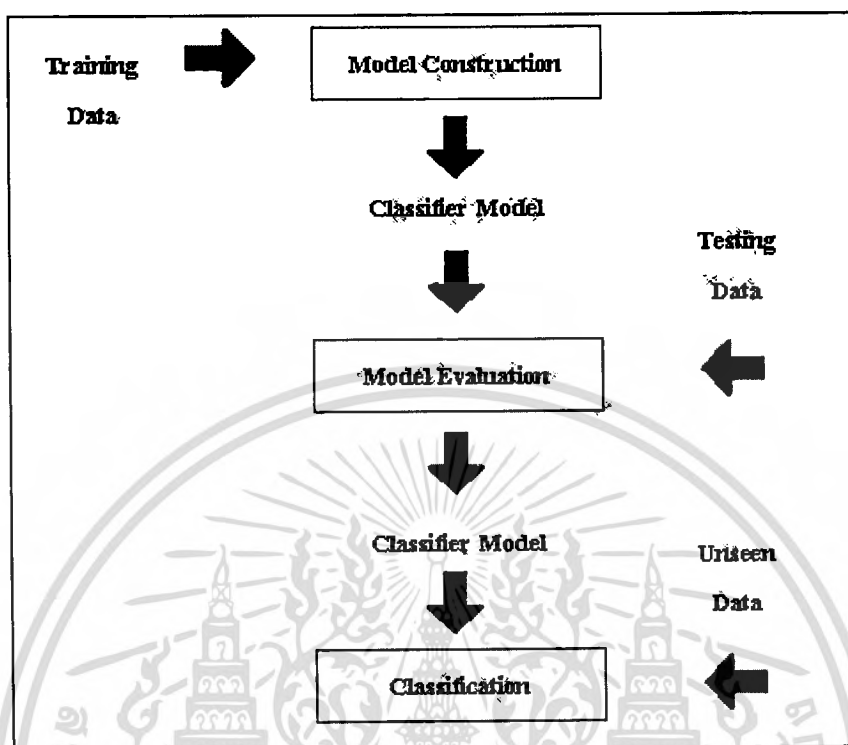 Training
Data
Model Construction
Classifier Model
Testing
Data
Model Evaluation
Classifier Model
Unseen
Data
Classification